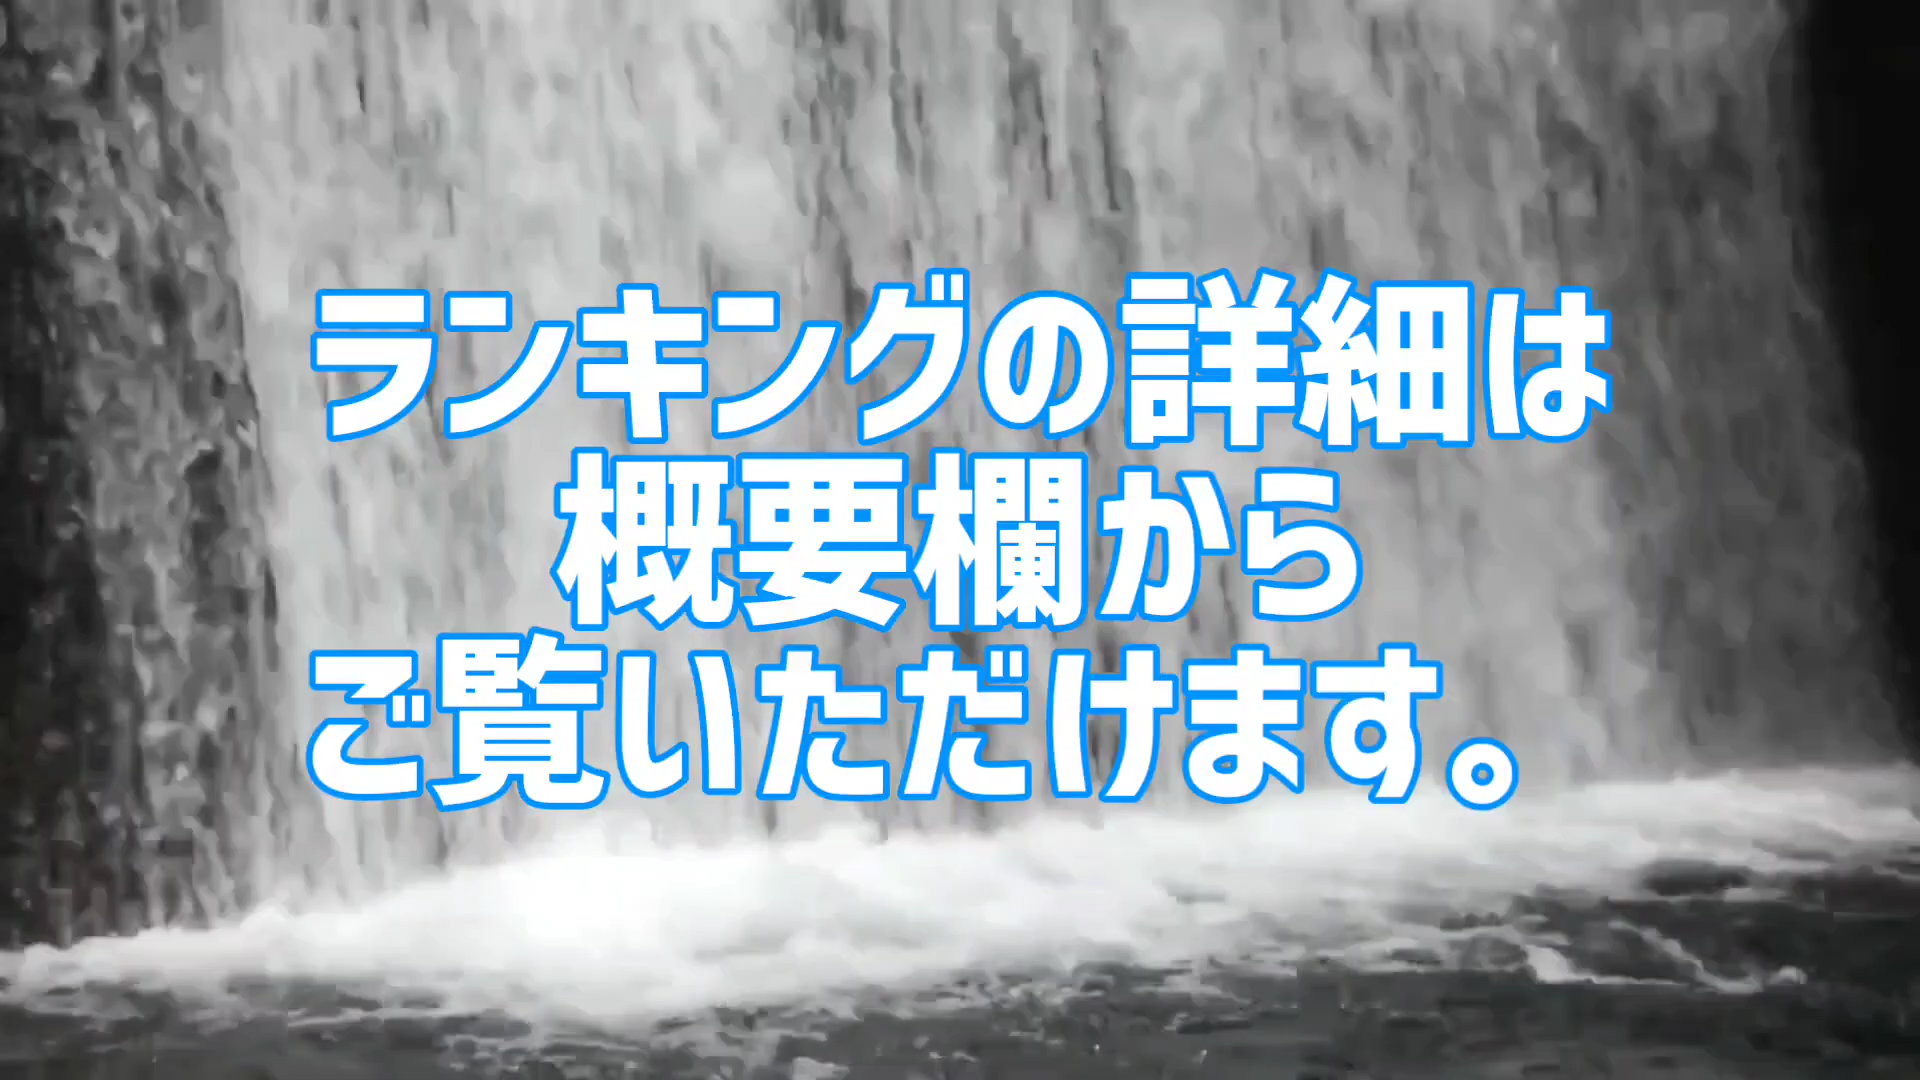 ランキングの詳細は
概要欄から
ご覧いただけます。